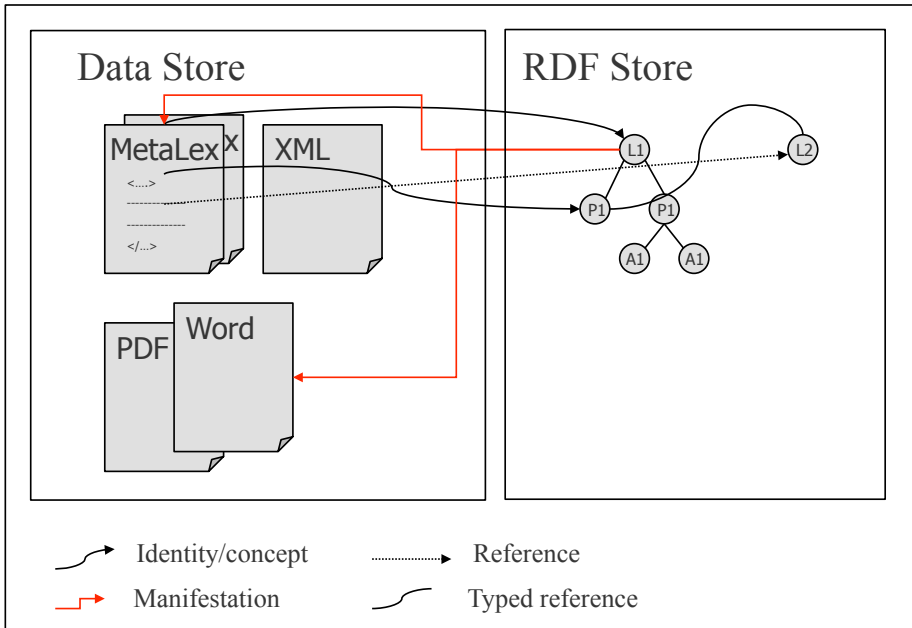 Data Store
RDF Store
MetaLex
x
XML
<....>
--------------------
--------------
</...>
PDF
Word
L1
L2
P1
P1
A1
A1
Identity/concept
Reference
Manifestation
Typed reference